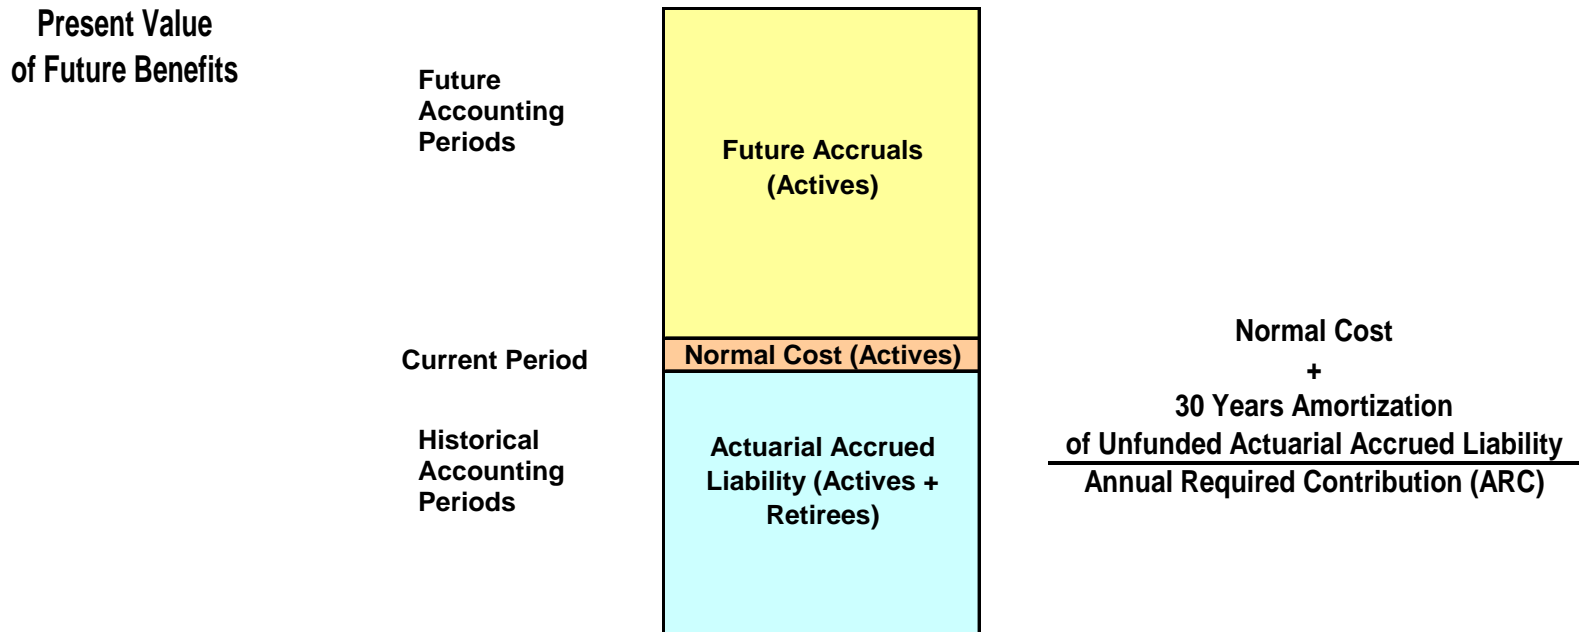 Present Value
of Future Benefits
Future
Accounting
Periods
Future Accruals
(Actives)
Current Period
Normal Cost (Actives)
Historical
Accounting
Periods
Actuarial Accrued
Liability (Actives +
Retirees)
Normal Cost
+
30 Years Amortization
of Unfunded Actuarial Accrued Liability
Annual Required Contribution (ARC)